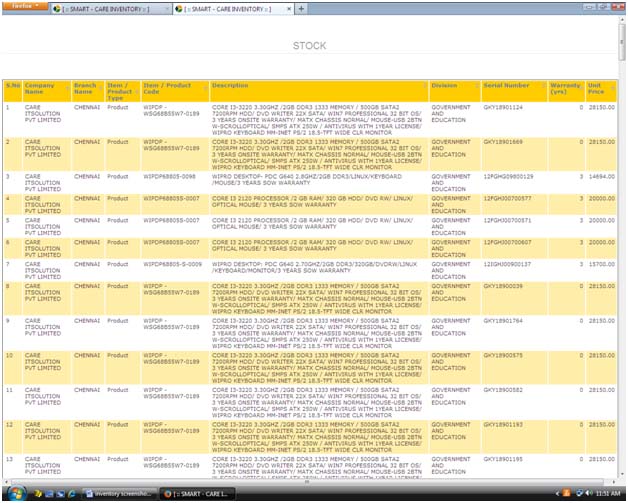 Firefox
[ :: SMART - CARE INVENTORY :: ]
[ :: SMART - CARE INVENTORY :: ]
STOCK
S.No Company Name Branch Name Item / Product Type Item / Product Code Description Division Serial Number Warranty (yrs) Unit Price
1 CARE CHENNAI Product WIPDP - CORE I3-3220 3.30GHZ /2GB DDR3 1333 MEMORY / 500GB SATA2 GOVERNMENT GKY18901124 0 28150.00
ITSOLUTION WSG68B55W7-0189 7200RPM HDD/ DVD WRITER 22X SATA/ WIN7 PROFESSIONAL 32 BIT OS/ AND
PVT LIMITED 3 YEARS ONSITE WARRANTY/ MATX CHASSIS NORMAL/ MOUSE-USB 2BTN EDUCATION
W-SCROLLOPTICAL/ SMPS ATX 250W / ANTIVIRUS WITH 1YEAR LICENSE/
WIPRO KEYBOARD MM-INET PS/2 18.5-TFT WIDE CLR MONITOR
2 CARE CHENNAI Product WIPDP - CORE I3-3220 3.30GHZ /2GB DDR3 1333 MEMORY / 500GB SATA2 GOVERNMENT GKY18901669 0 28150.00
ITSOLUTION WSG68B55W7-0189 7200RPM HDD/ DVD WRITER 22X SATA/ WIN7 PROFESSIONAL 32 BIT OS/ AND
PVT LIMITED 3 YEARS ONSITE WARRANTY/ MATX CHASSIS NORMAL/ MOUSE-USB 2BTN EDUCATION
W-SCROLLOPTICAL/ SMPS ATX 250W / ANTIVIRUS WITH 1YEAR LICENSE/
WIPRO KEYBOARD MM-INET PS/2 18.5-TFT WIDE CLR MONITOR
3 CARE CHENNAI Product WIPDP68805-0098 WIPRO DESKTOP- PDC G640 2.8GHZ/2GB DDR3/LINUX/KEYBOARD GOVERNMENT 12FGHG09800129 3 14694.00
ITSOLUTION /MOUSE/3 YEARS SOW WARRANTY AND
PVT LIMITED EDUCATION
4 CARE CHENNAI Product WIPDP68805S-0007 CORE I3 2120 PROCESSOR /2 GB RAM/ 320 GB HDD/ DVD RW/ LINUX/ GOVERNMENT 12FGHJ00700577 3 20000.00
ITSOLUTION OPTICAL MOUSE/ 3 YEARS SOW WARRANTY AND
PVT LIMITED EDUCATION
5 CARE CHENNAI Product WIPDP68805S-0007 CORE I3 2120 PROCESSOR /2 GB RAM/ 320 GB HDD/ DVD RW/ LINUX/ GOVERNMENT 12FGHJ00700571 3 20000.00
ITSOLUTION OPTICAL MOUSE/ 3 YEARS SOW WARRANTY AND
PVT LIMITED EDUCATION
6 CARE CHENNAI Product WIPDP68805S-0007 CORE I3 2120 PROCESSOR /2 GB RAM/ 320 GB HDD/ DVD RW/ LINUX/ GOVERNMENT 12FGHJ00700607 3 20000.00
ITSOLUTION OPTICAL MOUSE/ 3 YEARS SOW WARRANTY AND
PVT LIMITED EDUCATION
7 CARE CHENNAI Product WIPDP68805-S-0009 WIPRO DESKTOP- PDC G640 2.70GHZ/2GB DDR3/320GB/DVDRW/LINUX GOVERNMENT 12IGHJ00900137 3 15700.00
ITSOLUTION /KEYBOARD/MONITOR/3 YEARS SOW WARRANTY AND
PVT LIMITED EDUCATION
8 CARE CHENNAI Product WIPDP - CORE I3-3220 3.30GHZ /2GB DDR3 1333 MEMORY / 500GB SATA2 GOVERNMENT GKY18900039 0 28150.00
ITSOLUTION WSG68B55W7-0189 7200RPM HDD/ DVD WRITER 22X SATA/ WIN7 PROFESSIONAL 32 BIT OS/ AND
PVT LIMITED 3 YEARS ONSITE WARRANTY/ MATX CHASSIS NORMAL/ MOUSE-USB 2BTN EDUCATION
W-SCROLLOPTICAL/ SMPS ATX 250W / ANTIVIRUS WITH 1YEAR LICENSE/
WIPRO KEYBOARD MM-INET PS/2 18.5-TFT WIDE CLR MONITOR
9 CARE CHENNAI Product WIPDP - CORE I3-3220 3.30GHZ /2GB DDR3 1333 MEMORY / 500GB SATA2 GOVERNMENT GKY18901764 0 28150.00
ITSOLUTION WSG68B55W7-0189 7200RPM HDD/ DVD WRITER 22X SATA/ WIN7 PROFESSIONAL 32 BIT OS/ AND
PVT LIMITED 3 YEARS ONSITE WARRANTY/ MATX CHASSIS NORMAL/ MOUSE-USB 2BTN EDUCATION
W-SCROLLOPTICAL/ SMPS ATX 250W / ANTIVIRUS WITH 1YEAR LICENSE/
WIPRO KEYBOARD MM-INET PS/2 18.5-TFT WIDE CLR MONITOR
10 CARE CHENNAI Product WIPDP - CORE I3-3220 3.30GHZ /2GB DDR3 1333 MEMORY / 500GB SATA2 GOVERNMENT GKY18900575 0 28150.00
ITSOLUTION WSG68B55W7-0189 7200RPM HDD/ DVD WRITER 22X SATA/ WIN7 PROFESSIONAL 32 BIT OS/ AND
PVT LIMITED 3 YEARS ONSITE WARRANTY/ MATX CHASSIS NORMAL/ MOUSE-USB 2BTN EDUCATION
W-SCROLLOPTICAL/ SMPS ATX 250W / ANTIVIRUS WITH 1YEAR LICENSE/
WIPRO KEYBOARD MM-INET PS/2 18.5-TFT WIDE CLR MONITOR
11 CARE CHENNAI Product WIPDP - CORE I3-3220 3.30GHZ /2GB DDR3 1333 MEMORY / 500GB SATA2 GOVERNMENT GKY18900582 0 28150.00
ITSOLUTION WSG68B55W7-0189 7200RPM HDD/ DVD WRITER 22X SATA/ WIN7 PROFESSIONAL 32 BIT OS/ AND
PVT LIMITED 3 YEARS ONSITE WARRANTY/ MATX CHASSIS NORMAL/ MOUSE-USB 2BTN EDUCATION
W-SCROLLOPTICAL/ SMPS ATX 250W / ANTIVIRUS WITH 1YEAR LICENSE/
WIPRO KEYBOARD MM-INET PS/2 18.5-TFT WIDE CLR MONITOR
12 CARE CHENNAI Product WIPDP - CORE I3-3220 3.30GHZ /2GB DDR3 1333 MEMORY / 500GB SATA2 GOVERNMENT GKY18901193 0 28150.00
ITSOLUTION WSG68B55W7-0189 7200RPM HDD/ DVD WRITER 22X SATA/ WIN7 PROFESSIONAL 32 BIT OS/ AND
PVT LIMITED 3 YEARS ONSITE WARRANTY/ MATX CHASSIS NORMAL/ MOUSE-USB 2BTN EDUCATION
W-SCROLLOPTICAL/ SMPS ATX 250W / ANTIVIRUS WITH 1YEAR LICENSE/
WIPRO KEYBOARD MM-INET PS/2 18.5-TFT WIDE CLR MONITOR
13 CARE CHENNAI Product WIPDP - CORE I3-3220 3.30GHZ /2GB DDR3 1333 MEMORY / 500GB SATA2 GOVERNMENT GKY18901195 0 28150.00
ITSOLUTION WSG68B55W7-0189 7200RPM HDD/ DVD WRITER 22X SATA/ WIN7 PROFESSIONAL 32 BIT OS/ AND
PVT LIMITED 3 YEARS ONSITE WARRANTY/ MATX CHASSIS NORMAL/ MOUSE-USB 2BTN EDUCATION
inventory screensho...
[ :: SMART - CARE 1...
11:51 AM